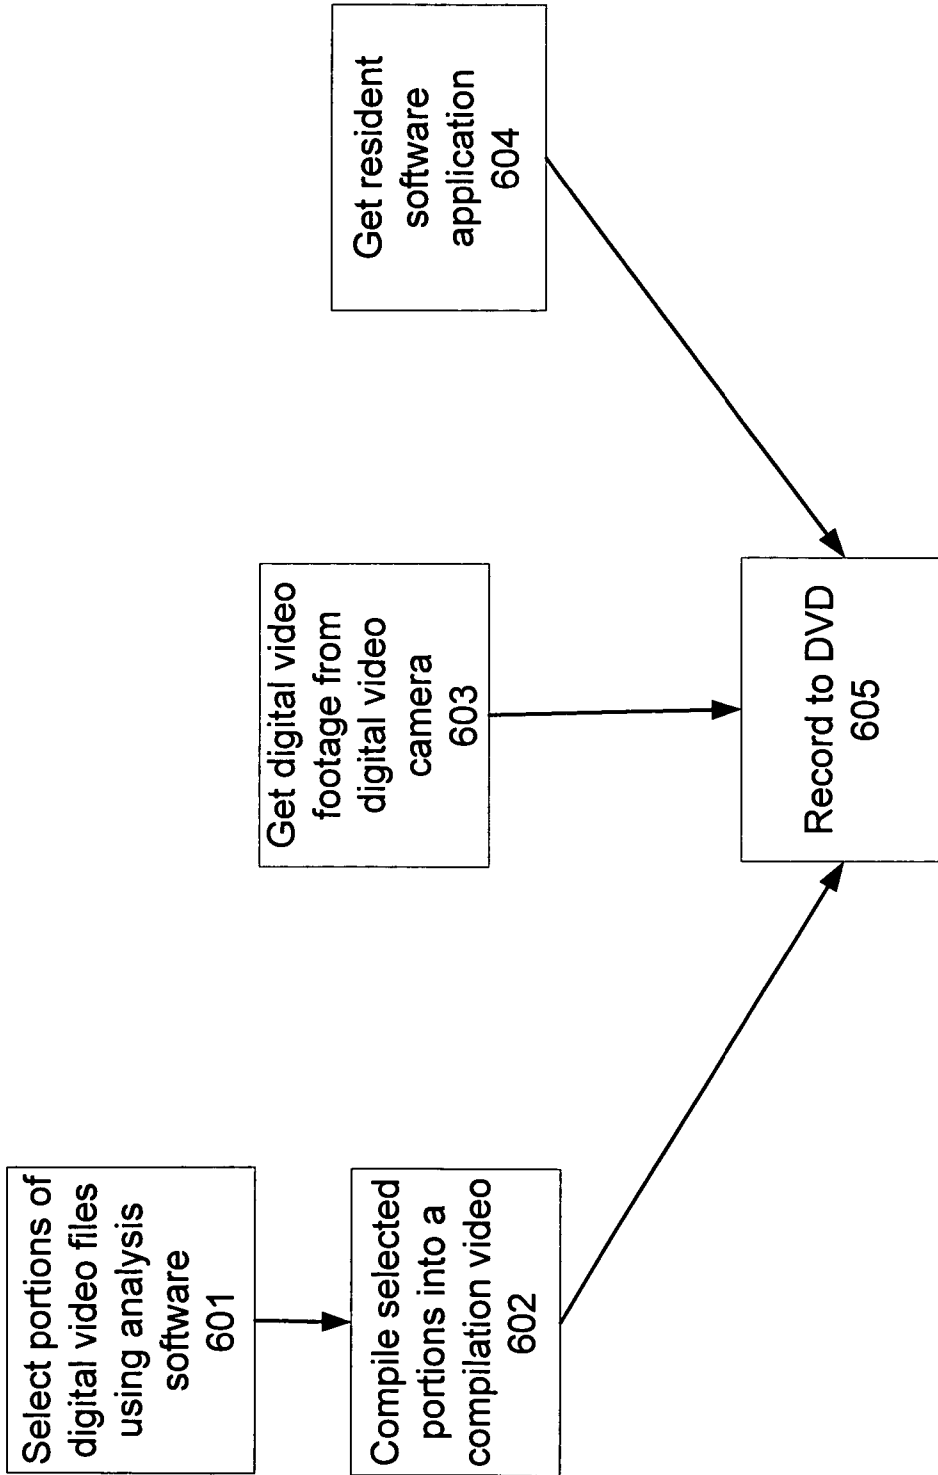 Select portions of
digital video files
using analysis
software
601
Compile selected
portions into a
compilation video
602
Get digital video
footage from
digital video
camera
603
Get resident
software
application
604
Record to DVD
605